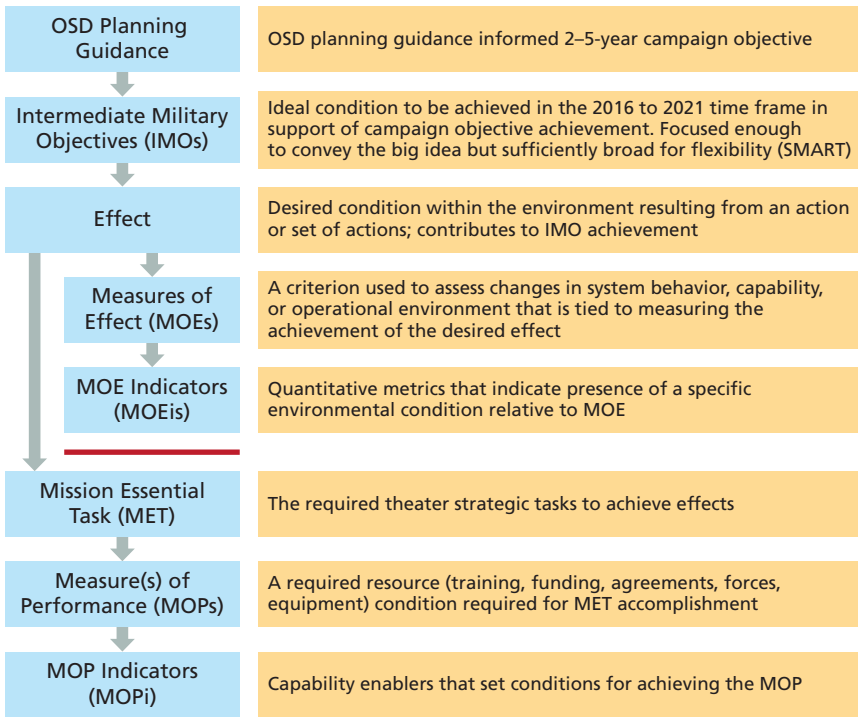 OSD Planning
Guidance
OSD planning guidance informed 2–5-year campaign objective
Intermediate Military
Objectives (IMOs)
Ideal condition to be achieved in the 2016 to 2021 time frame in
support of campaign objective achievement. Focused enough
to convey the big idea but sufficiently broad for flexibility (SMART)
Effect
Desired condition within the environment resulting from an action
or set of actions; contributes to IMO achievement
Measures of
Effect (MOEs)
A criterion used to assess changes in system behavior, capability,
or operational environment that is tied to measuring the
achievement of the desired effect
MOE Indicators
(MOEis)
Quantitative metrics that indicate presence of a specific
environmental condition relative to MOE
Mission Essential
Task (MET)
The required theater strategic tasks to achieve effects
Measure(s) of
Performance (MOPs)
A required resource (training, funding, agreements, forces,
equipment) condition required for MET accomplishment
MOP Indicators
(MOPi)
Capability enablers that set conditions for achieving the MOP